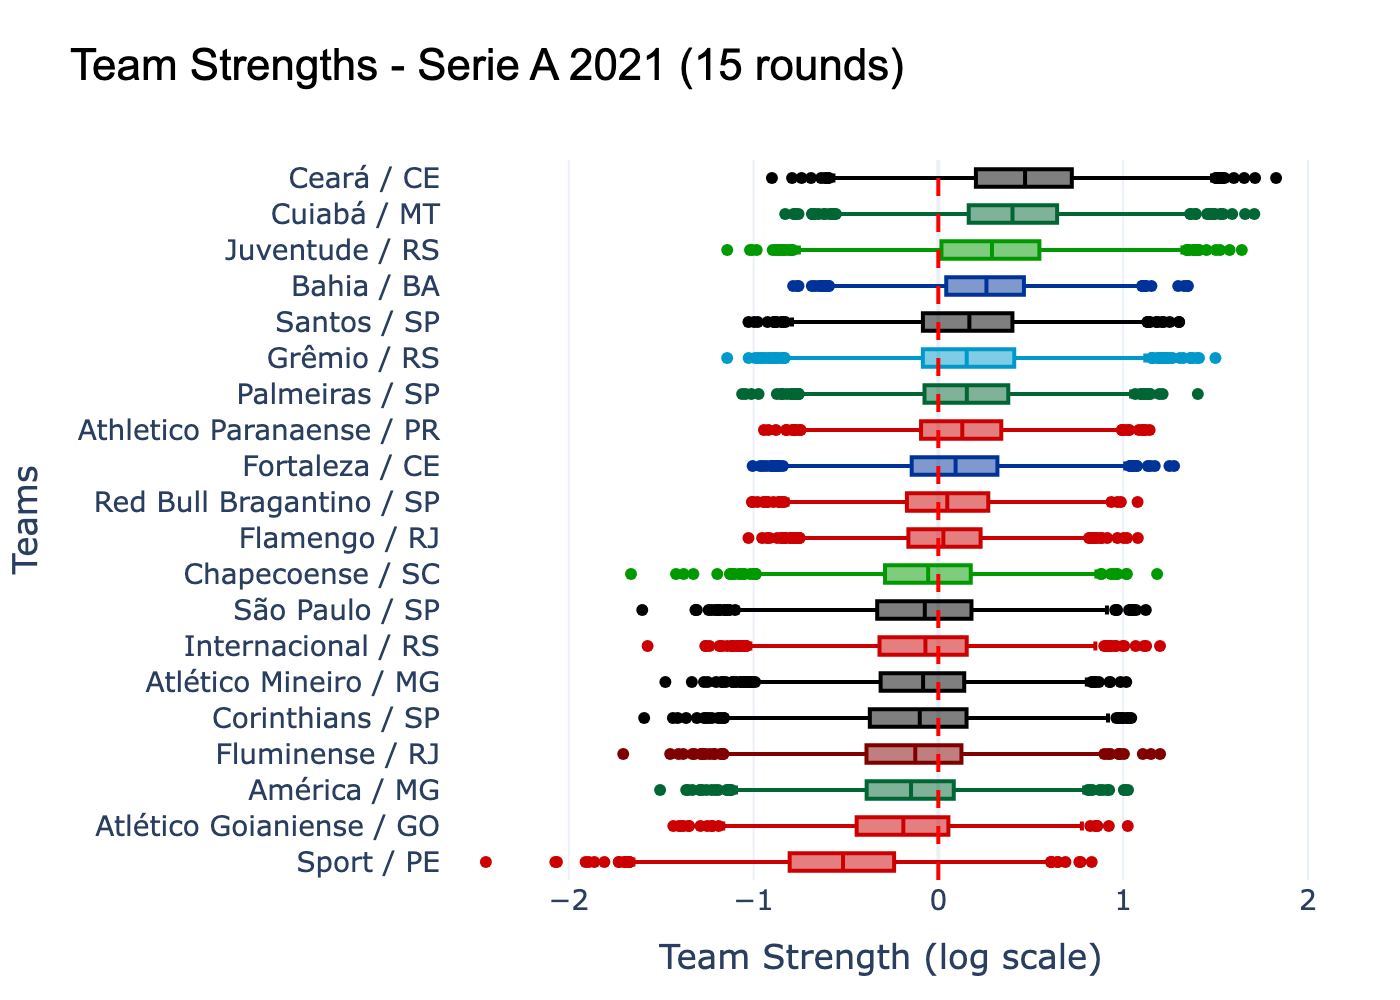 Team Strengths - Serie A 2021 (15 rounds)
Ceará / CE
Cuiabá / MT
Juventude / RS
Bahia / BA
Santos / SP
Grêmio / RS
Palmeiras / SP
Athletico Paranaense / PR
Fortaleza / CE
Red Bull Bragantino / SP
Flamengo / RJ
Chapecoense / SC
São Paulo / SP
Internacional / RS
Atlético Mineiro / MG
Corinthians / SP
Fluminense / RJ
América / MG
Atlético Goianiense / GO
Sport / PE
Teams
−2 −1 0 1 2
Team Strength (log scale)